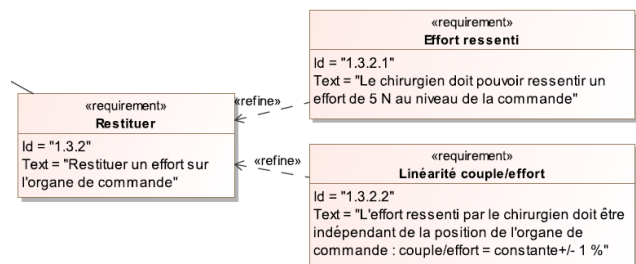 «requirement»
Effort ressenti
Id = "1.3.2.1"
Text = "Le chirurgien doit pouvoir ressentir un
effort de 5 N au niveau de la commande"
«refine»
«requirement»
Restituer
Id = "1.3.2"
Text = "Restituer un effort sur
l'organe de commande"
«refine»
«requirement»
Linéarité couple/effort
Id = "1.3.2.2"
Text = "L'effort ressenti par le chirurgien doit être
indépendant de la position de l'organe de
commande : couple/effort = constante+/- 1 %"